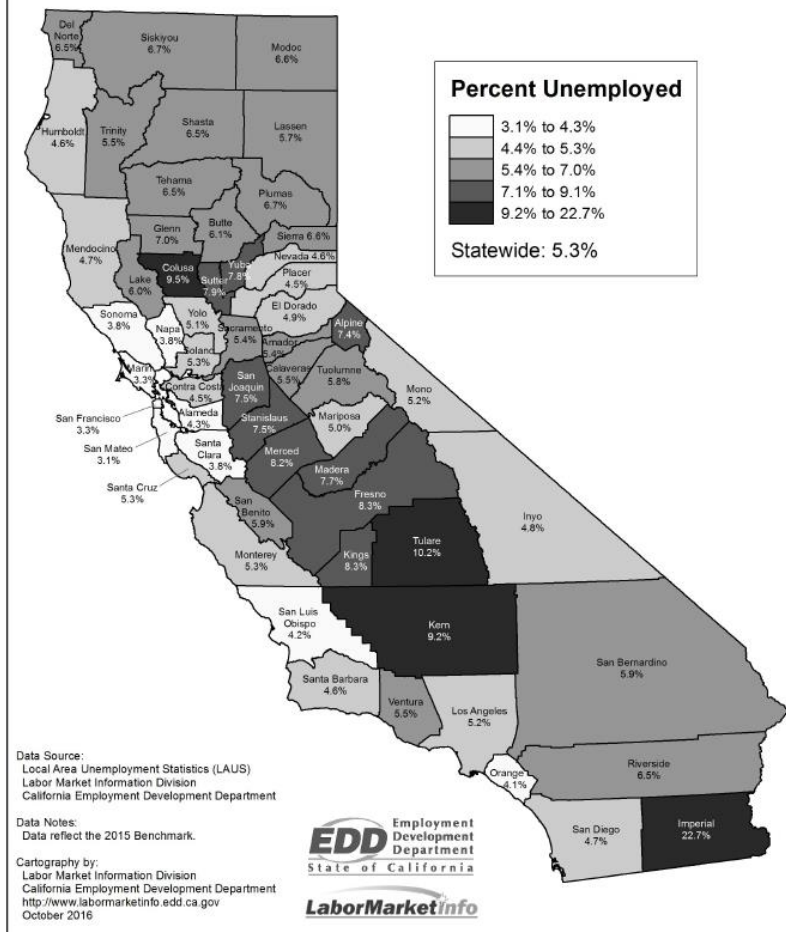 Del
Norte
6.5%
Siskiyou
6.7%
Modoc
6.6%
Humboldt
4.6%
Trinity
5.5%
Shasta
6.5%
Lassen
5.7%
Tehama
6.5%
Plumas
6.7%
Mendocino
4.7%
Glenn
7.0%
Butte
6.1%
Sierra 6.6%
Nevada 4.6%
Lake
6.0%
Colusa
9.5%
Sutter
7.9%
Yuba
7.8%
Placer
4.5%
El Dorado
4.9%
Sonoma
3.8%
Napa
3.8%
Yolo
5.1%
Solano
5.3%
Sacramento
5.4%
Amador
5.4%
Alpine
7.4%
Marin
3.3%
Contra Costa
4.5%
San
Joaquin
7.5%
Calaveras
5.5%
Tuolumne
5.8%
Mono
5.2%
San Francisco
3.3%
Alameda
4.3%
Stanislaus
7.5%
Mariposa
5.0%
San Mateo
3.1%
Santa
Clara
3.8%
Merced
8.2%
Madera
7.7%
Santa Cruz
5.3%
San
Benito
5.9%
Fresno
8.3%
Inyo
4.8%
Monterey
5.3%
Kings
8.3%
Tulare
10.2%
San Luis
Obispo
4.2%
Kern
9.2%
San Bernardino
5.9%
Santa Barbara
4.6%
Ventura
5.5%
Los Angeles
5.2%
Orange
4.1%
Riverside
6.5%
San Diego
4.7%
Imperial
22.7%
Percent Unemployed
3.1% to 4.3%
4.4% to 5.3%
5.4% to 7.0%
7.1% to 9.1%
9.2% to 22.7%
Statewide: 5.3%
Data Source:
Local Area Unemployment Statistics (LAUS)
Labor Market Information Division
California Employment Development Department
Data Notes:
Data reflect the 2015 Benchmark.
Cartography by:
Labor Market Information Division
California Employment Development Department
http://www.labormarketinfo.edd.ca.gov
October 2016
EDD
Employment
Development
Department
State of California
LaborMarketInfo